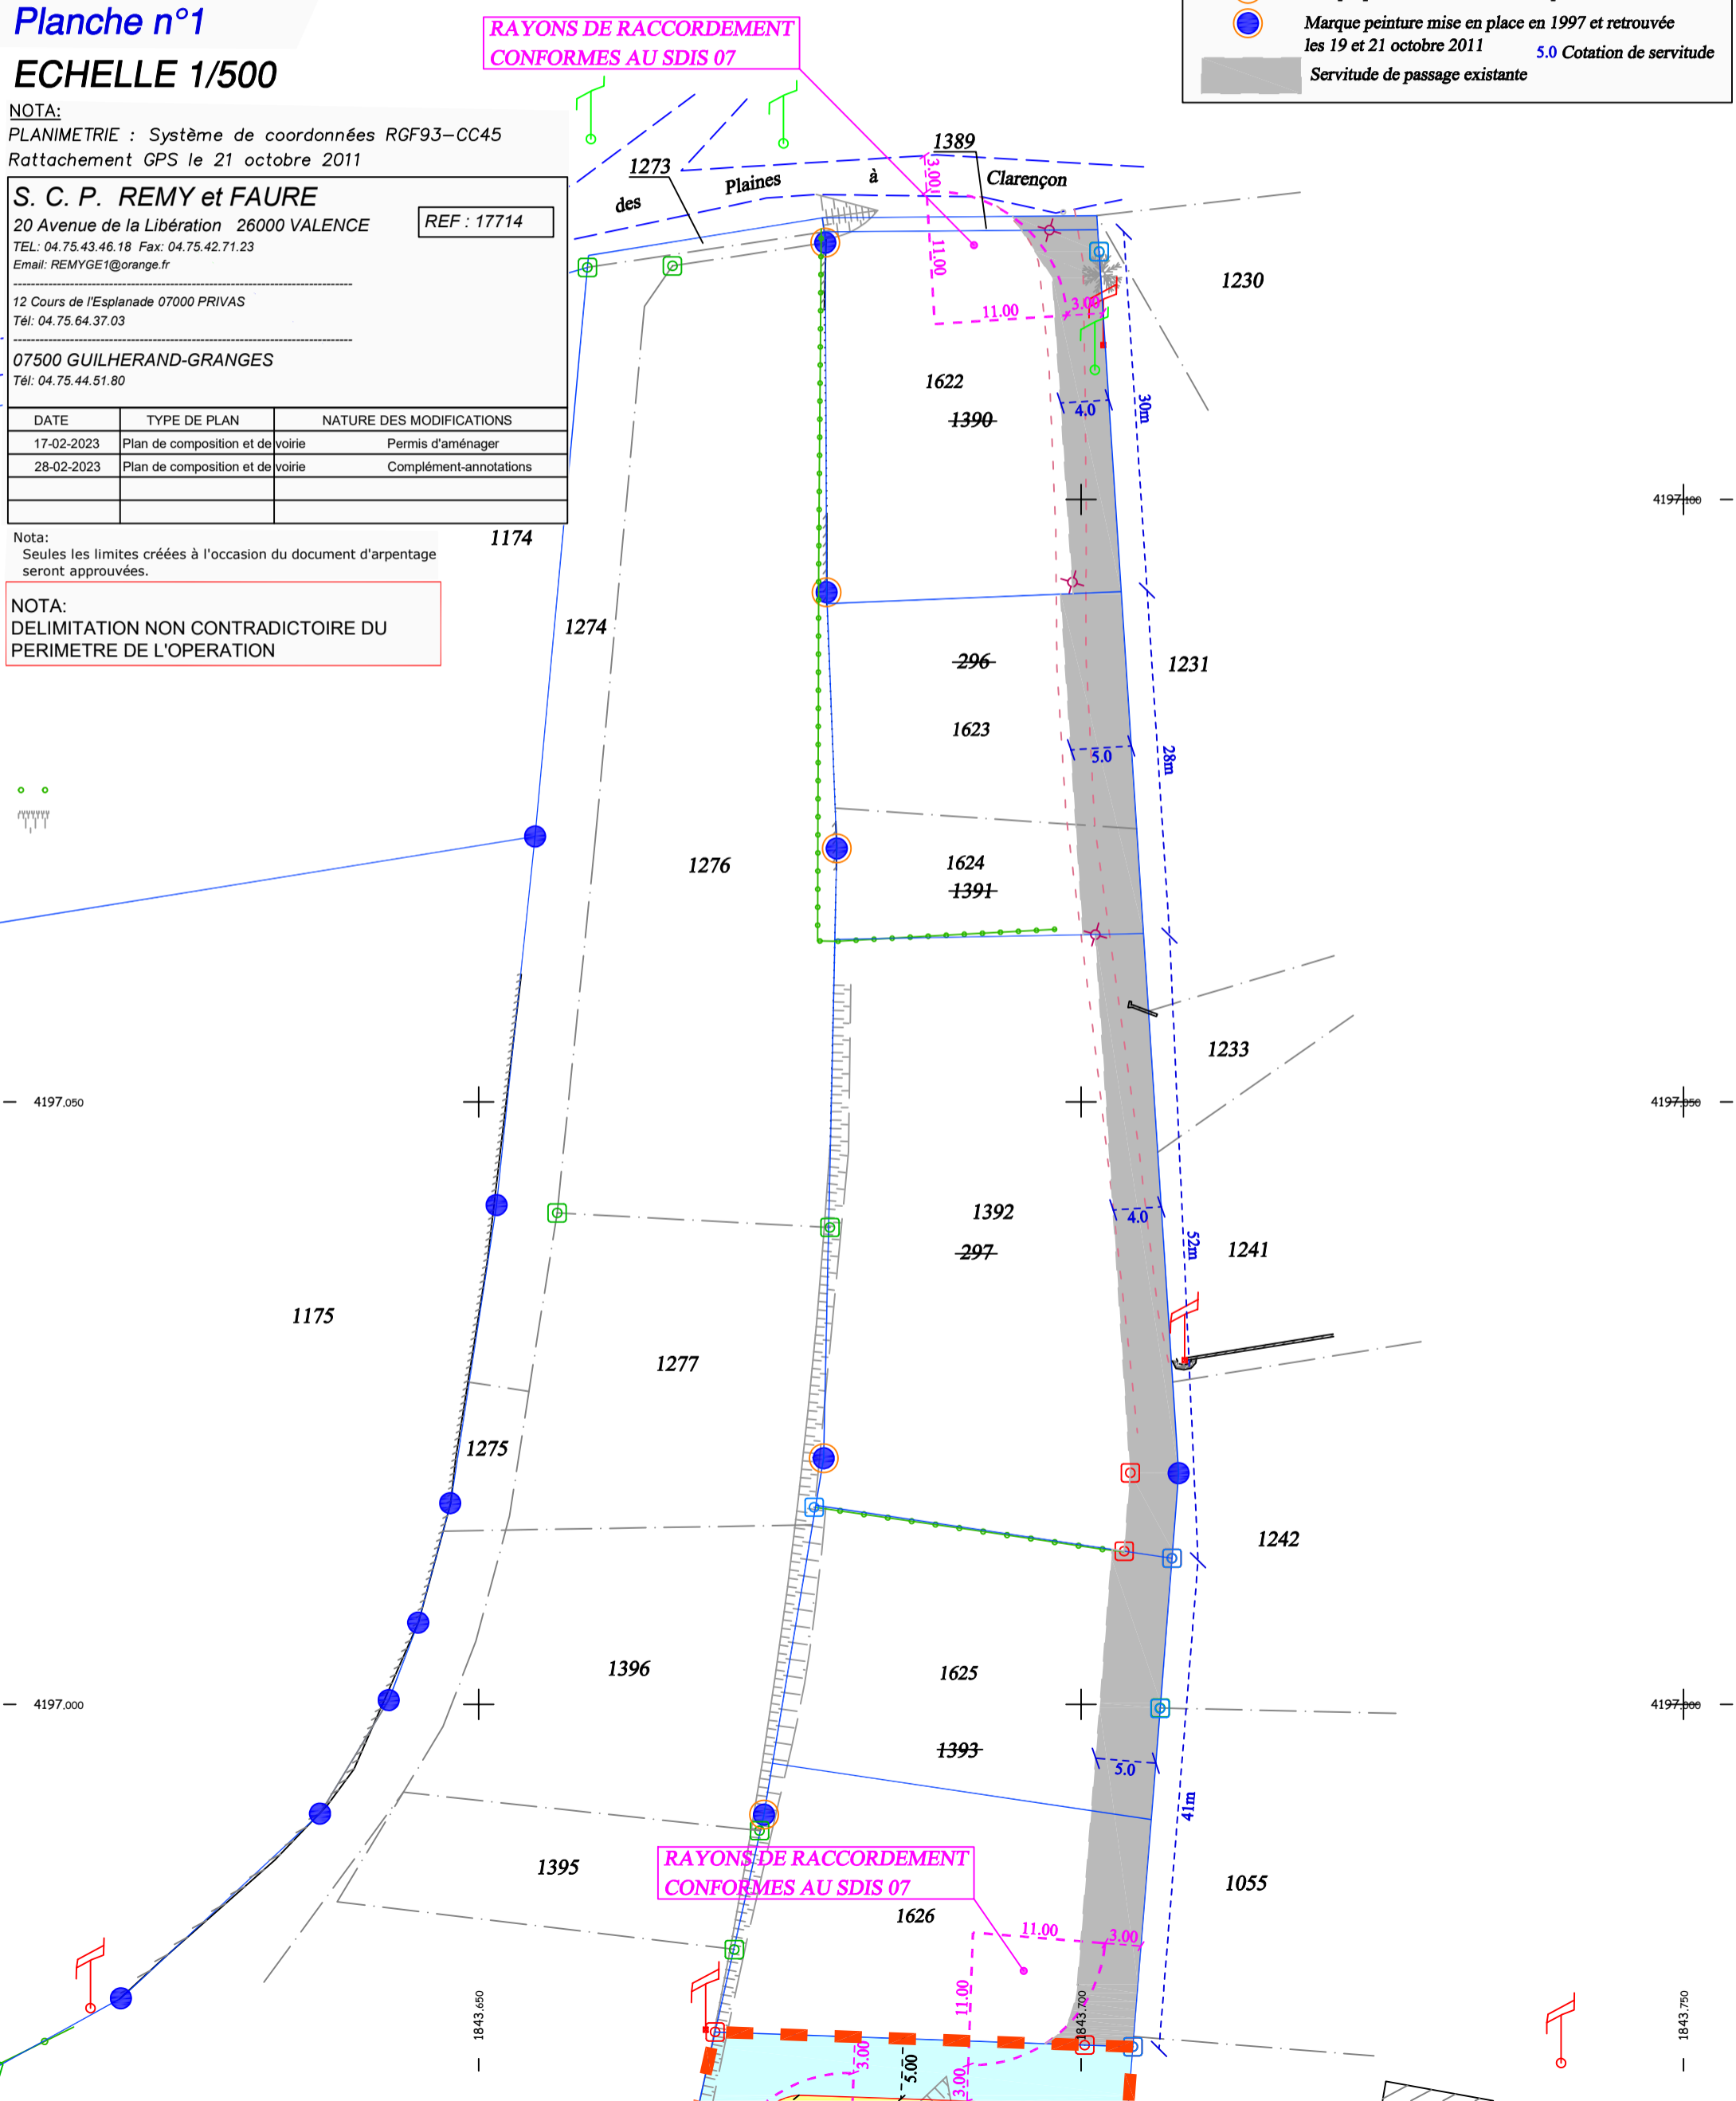 Planche n°1
ECHELLE 1/500
NOTA:
PLANIMETRIE : Système de coordonnées RGF93-CC45
Rattachement GPS le 21 octobre 2011
S. C. P. REMY et FAURE
20 Avenue de la Libération 26000 VALENCE
REF : 17714
TEL: 04.75.43.46.18 Fax: 04.75.42.71.23
Email: REMYGE1@orange.fr
12 Cours de l'Esplanade 07000 PRIVAS
Tél: 04.75.64.37.03
07500 GUILHERAND-GRANGES
Tél: 04.75.44.51.80
DATE TYPE DE PLAN NATURE DES MODIFICATIONS
17-02-2023 Plan de composition et de voirie Permis d'aménager
28-02-2023 Plan de composition et de voirie Complément-annotations
Nota:
Seules les limites créées à l'occasion du document d'arpentage
seront approuvées.
NOTA:
DELIMITATION NON CONTRADICTOIRE DU
PERIMETRE DE L'OPERATION
RAYONS DE RACCORDEMENT
CONFORMES AU SDIS 07
Marque peinture mise en place en 1997 et retrouvée
les 19 et 21 octobre 2011
5.0 Cotation de servitude
Servitude de passage existante
1273
des Plaines à Clarençon
1389
3.00
11.00
11.00
3.00
1230
1622
1390
4.0
30m
4197.100
1174
1274
296
1231
1623
5.0
28m
1276
1624
1391
1233
4197.050
4197.050
1392
4.0
297
52m
1241
1175
1277
1275
1242
1396
1625
4197.000
4197.000
1393
5.0
41m
1395
RAYONS DE RACCORDEMENT
CONFORMES AU SDIS 07
1055
1626
11.00
3.00
11.00
1843.650
1843.700
1843.750
3.00
5.00
3.00